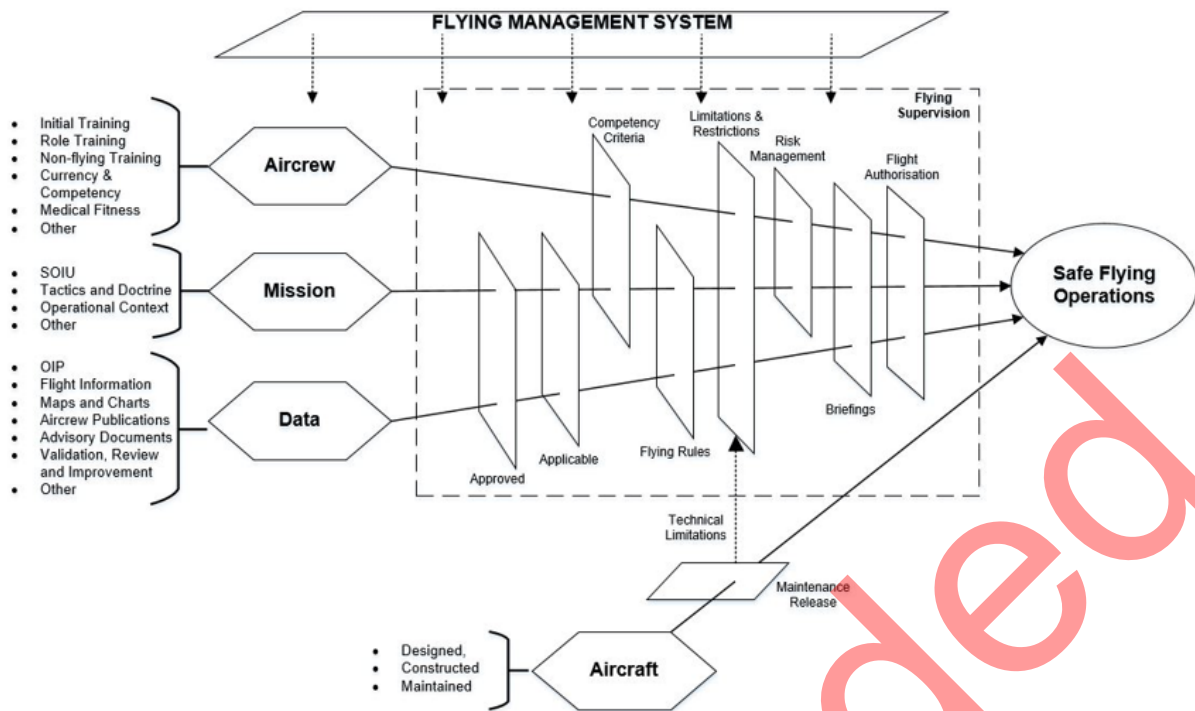 FLYING MANAGEMENT SYSTEM
Flying
Supervision
• Initial Training
• Role Training
• Non-flying Training
• Currency &
Competency
• Medical Fitness
• Other
Aircrew
Competency
Criteria
Limitations &
Restrictions
Risk
Management
Flight
Authorisation
• SOIU
• Tactics and Doctrine
• Operational Context
• Other
Mission
Safe Flying
Operations
• OIP
• Flight Information
• Maps and Charts
• Aircrew Publications
• Advisory Documents
• Validation, Review
and Improvement
• Other
Data
Approved
Applicable
Flying Rules
Briefings
Technical
Limitations
Maintenance
Release
• Designed,
• Constructed
• Maintained
Aircraft
ded